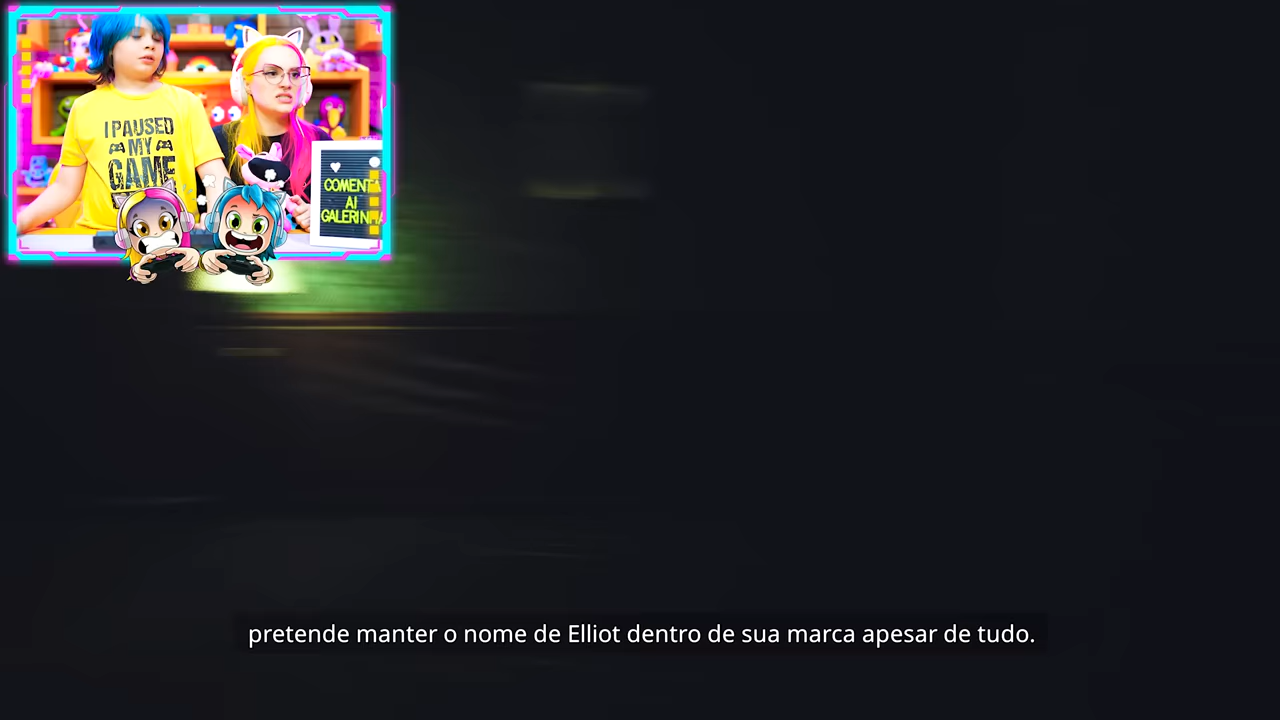 I PAUSED
MY
GAME
COMENTA
AI
GALERINHA
pretende manter o nome de Elliot dentro de sua marca apesar de tudo.